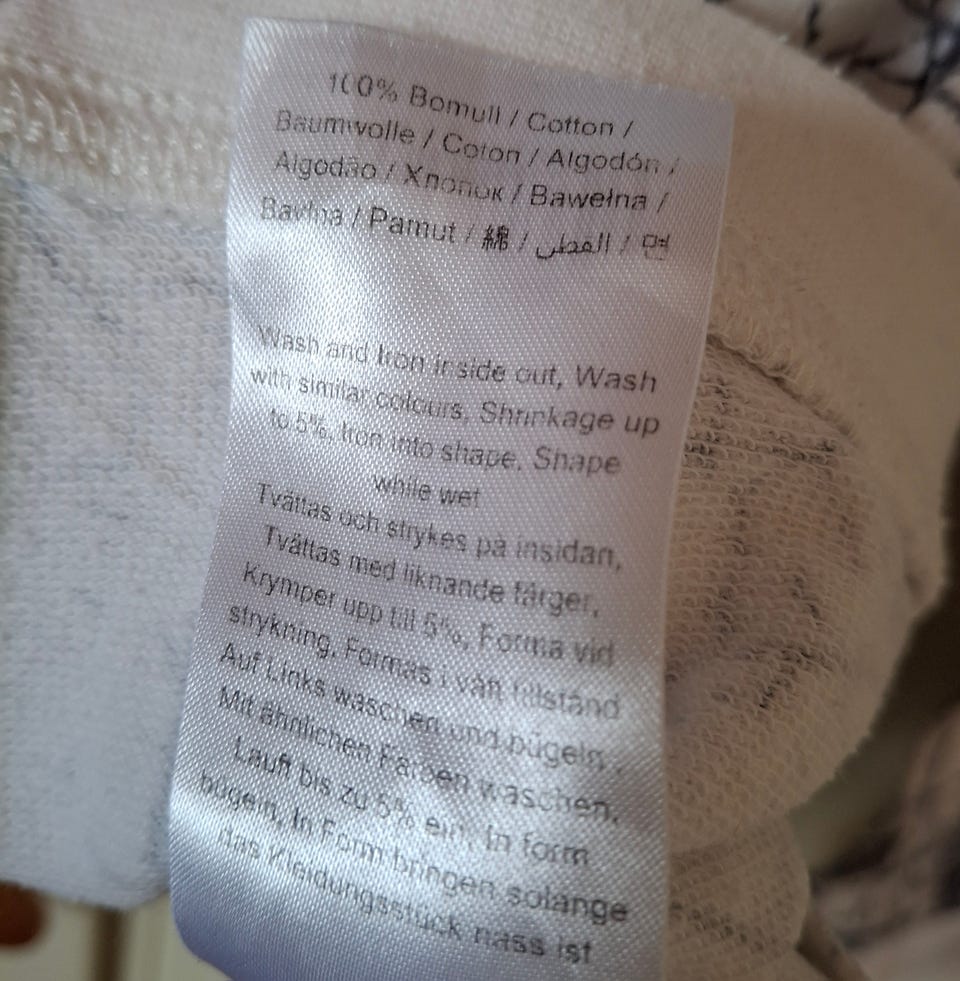 100% Bomull / Cotton /
Baumwolle / Coton / Algodón /
Algodão / Хлопок / Bawełna /
Bavlna / Pamut / 綿 / القطن / 면
Wash and Iron inside out, Wash
with similar colours, Shrinkage up
to 5%, Iron into shape, Shape
while wet
Tvättas och strykes på insidan,
Tvättas med liknande färger,
Krymper upp till 5%, Forma vid
strykning, Formas i vått tillstånd
Auf Links waschen und bügeln,
Mit ähnlichen Farben waschen,
Läuft bis zu 5% ein, In form
bügeln, In Form bringen solange
das Kleidungsstück nass ist